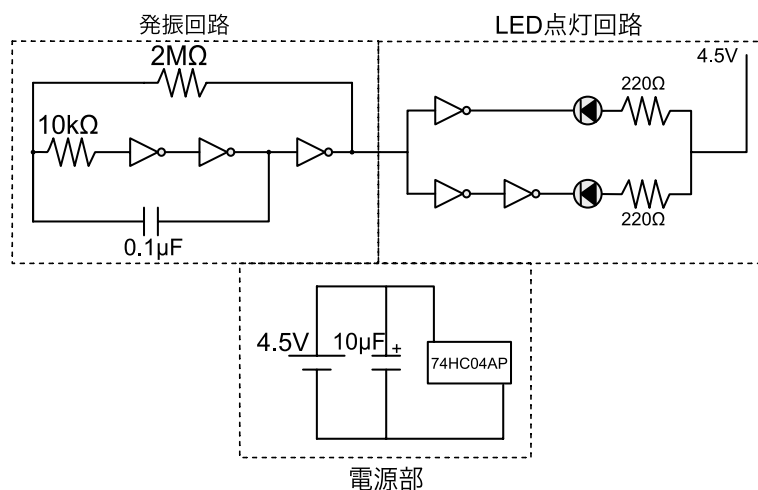 発振回路
LED点灯回路
2MΩ
4.5V
10kΩ
220Ω
0.1μF
220Ω
4.5V
10μF
+
74HC04AP
電源部